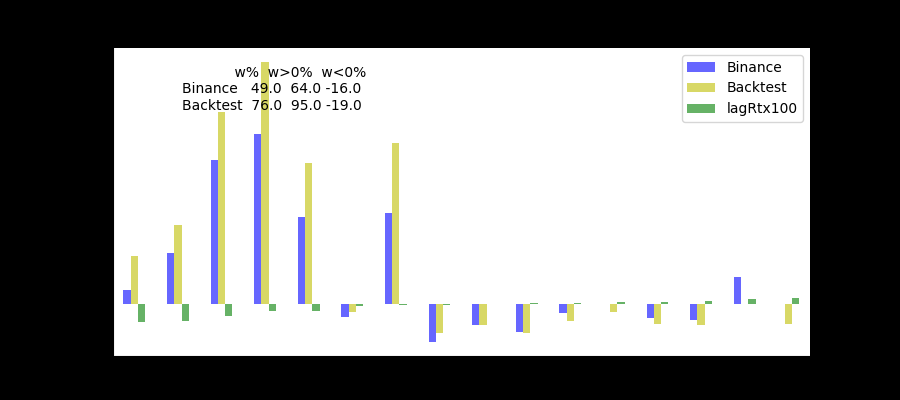 w% w>0% w<0%
Binance 49.0 64.0 -16.0
Backtest 76.0 95.0 -19.0
Binance
Backtest
lagRtx100